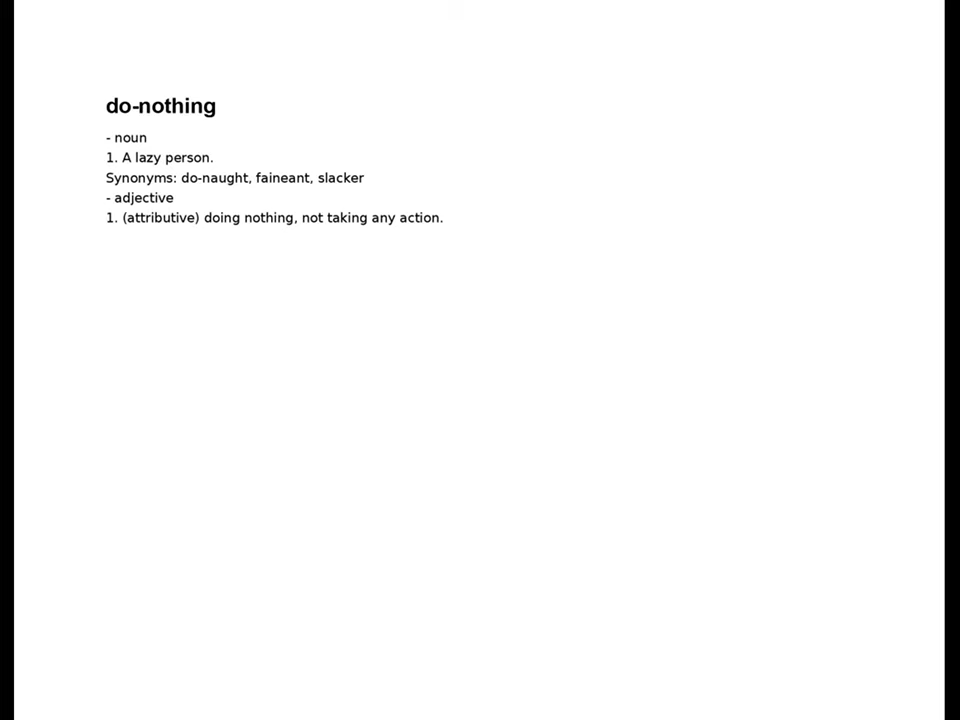 do-nothing
- noun
1. A lazy person.
Synonyms: do-naught, faineant, slacker
- adjective
1. (attributive) doing nothing, not taking any action.